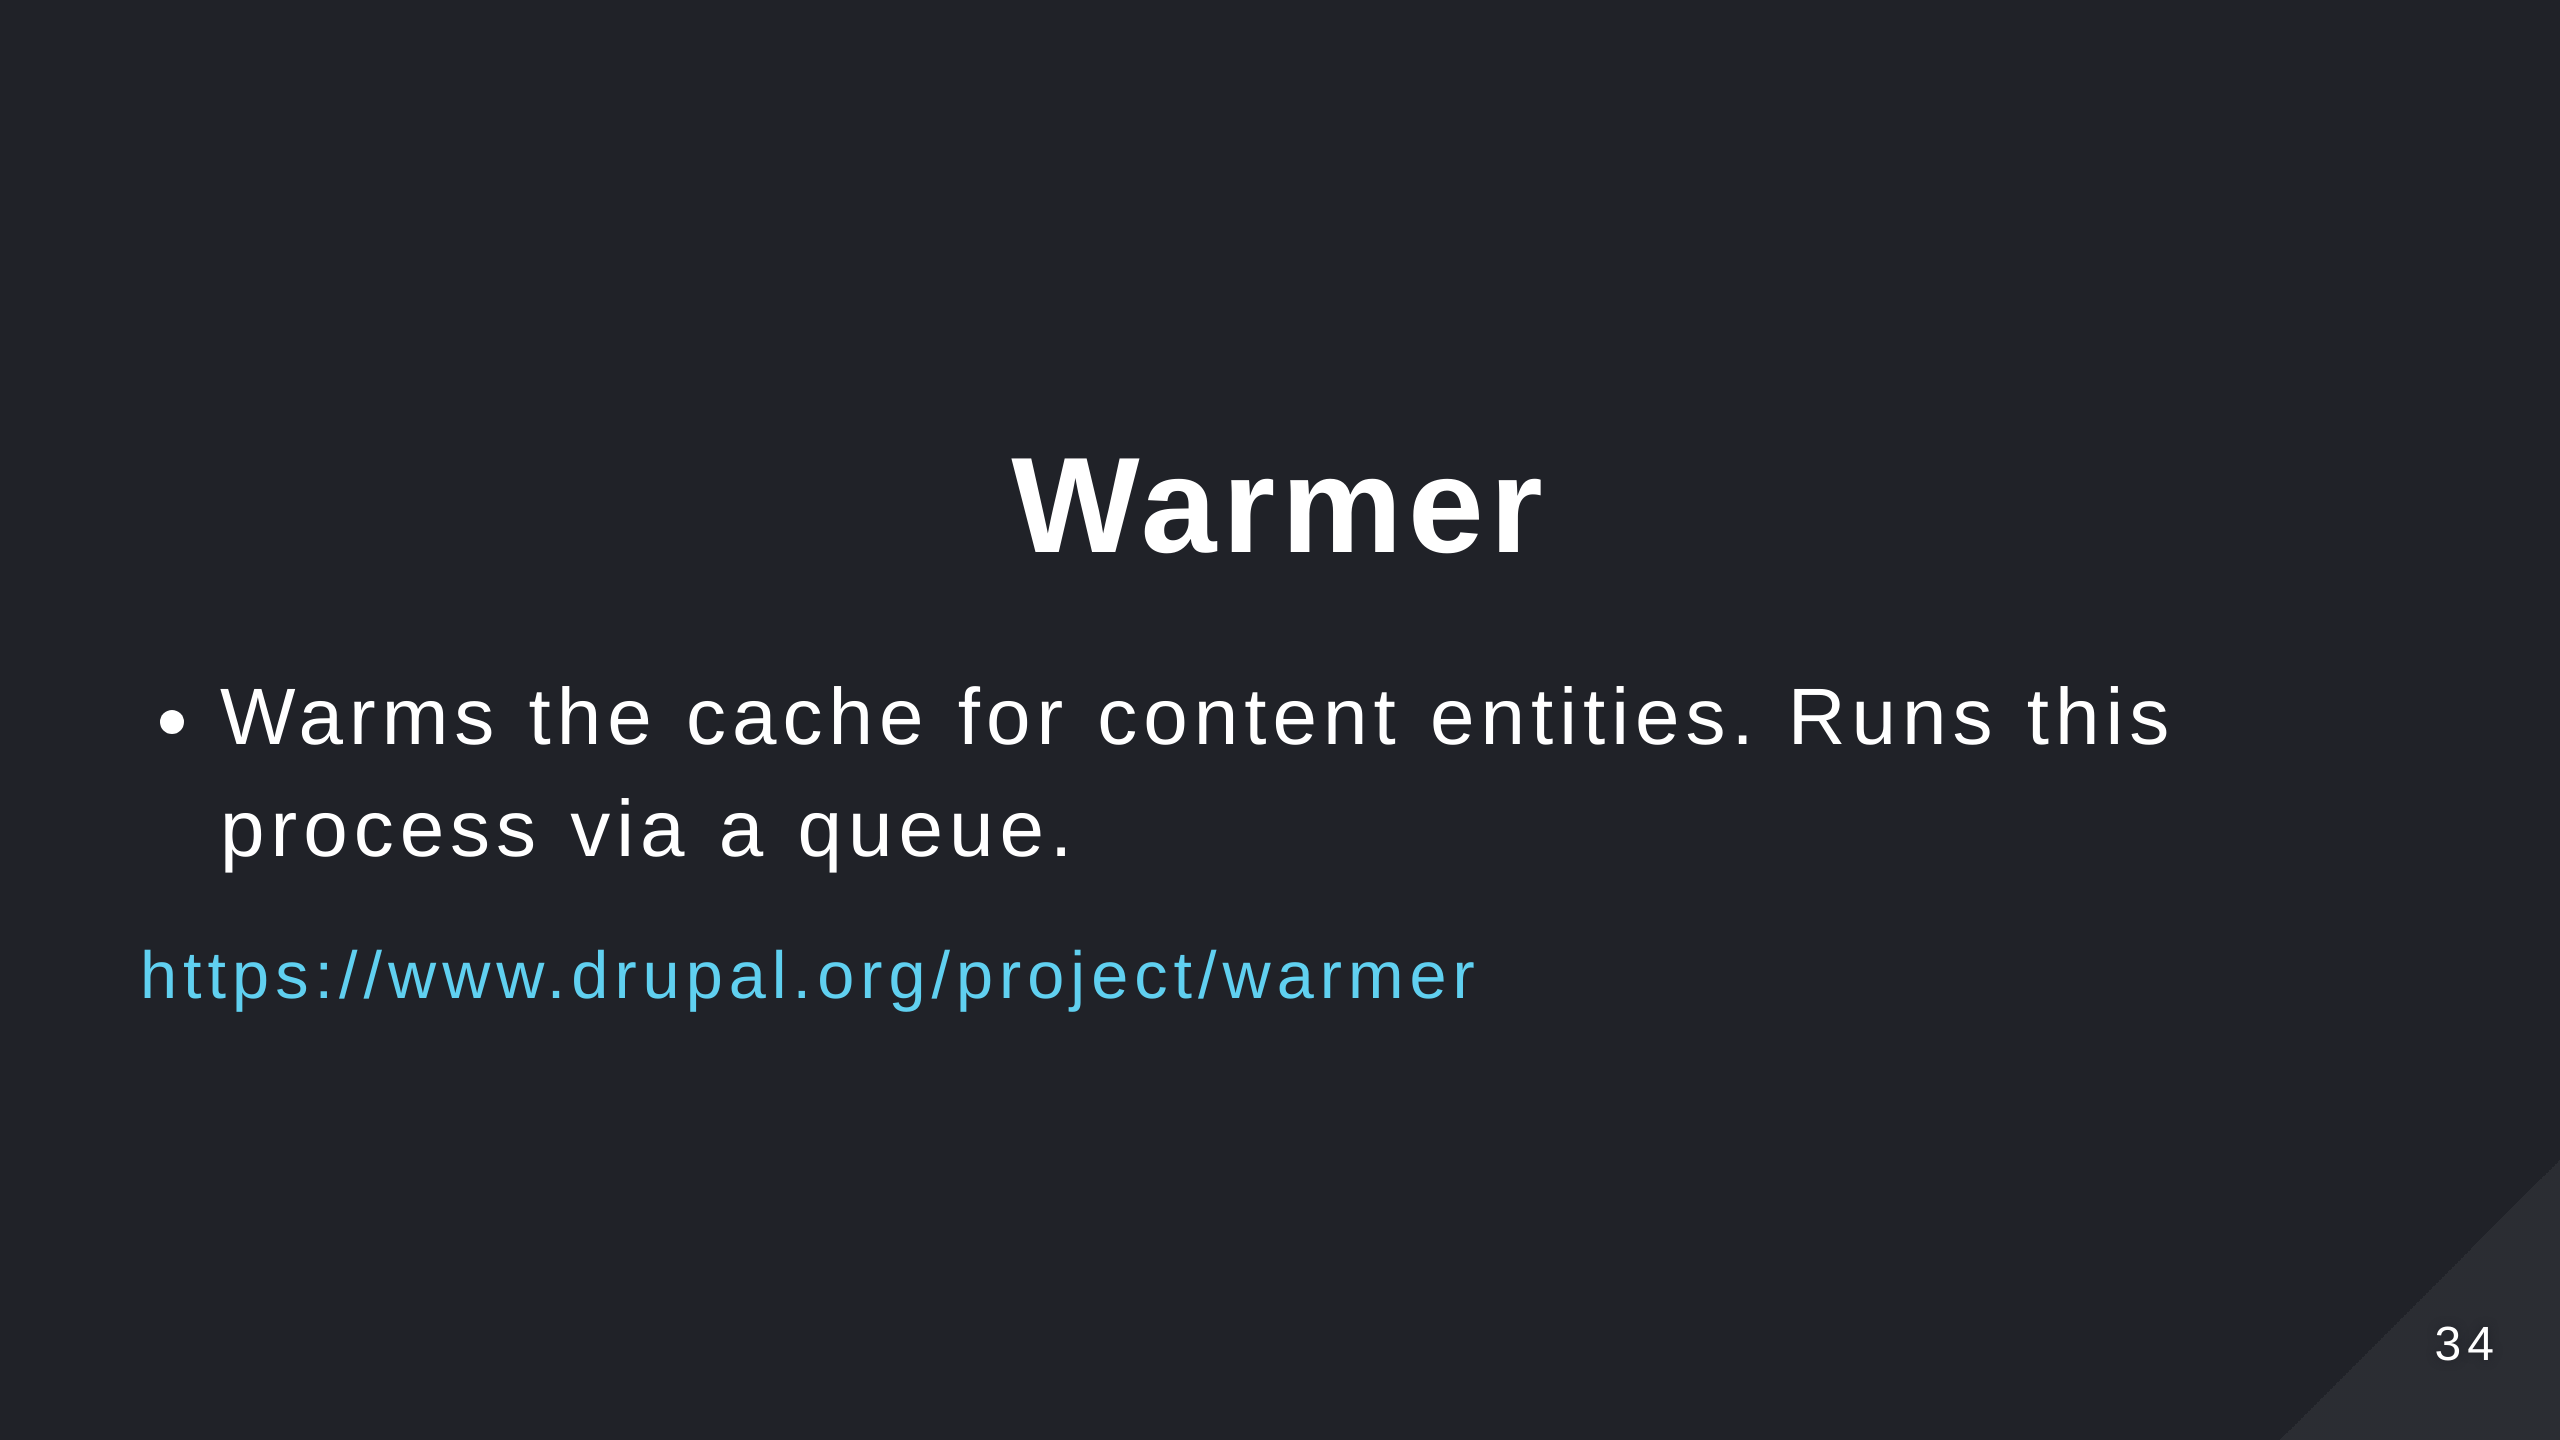 Warmer
• Warms the cache for content entities. Runs this
process via a queue.
https://www.drupal.org/project/warmer
34